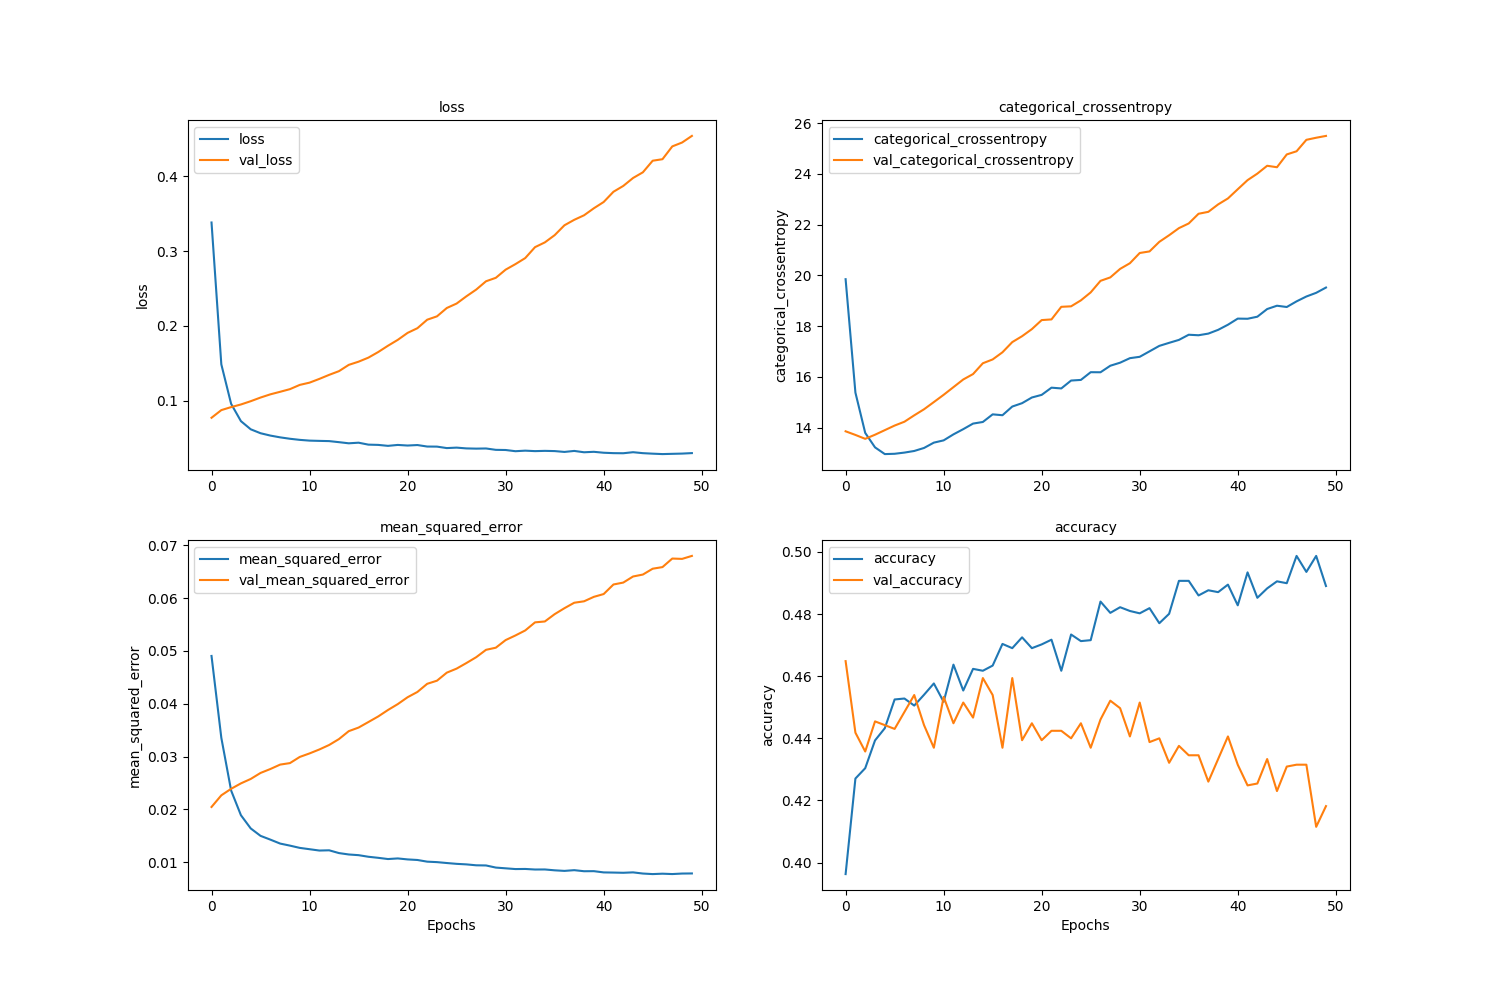 loss
loss
val_loss
0.4
0.3
0.2
0.1
loss
0 10 20 30 40 50
categorical_crossentropy
categorical_crossentropy
val_categorical_crossentropy
26
24
22
20
18
16
14
categorical_crossentropy
0 10 20 30 40 50
mean_squared_error
mean_squared_error
val_mean_squared_error
0.07
0.06
0.05
0.04
0.03
0.02
0.01
mean_squared_error
0 10 20 30 40 50
Epochs
accuracy
accuracy
val_accuracy
0.50
0.48
0.46
0.44
0.42
0.40
accuracy
0 10 20 30 40 50
Epochs